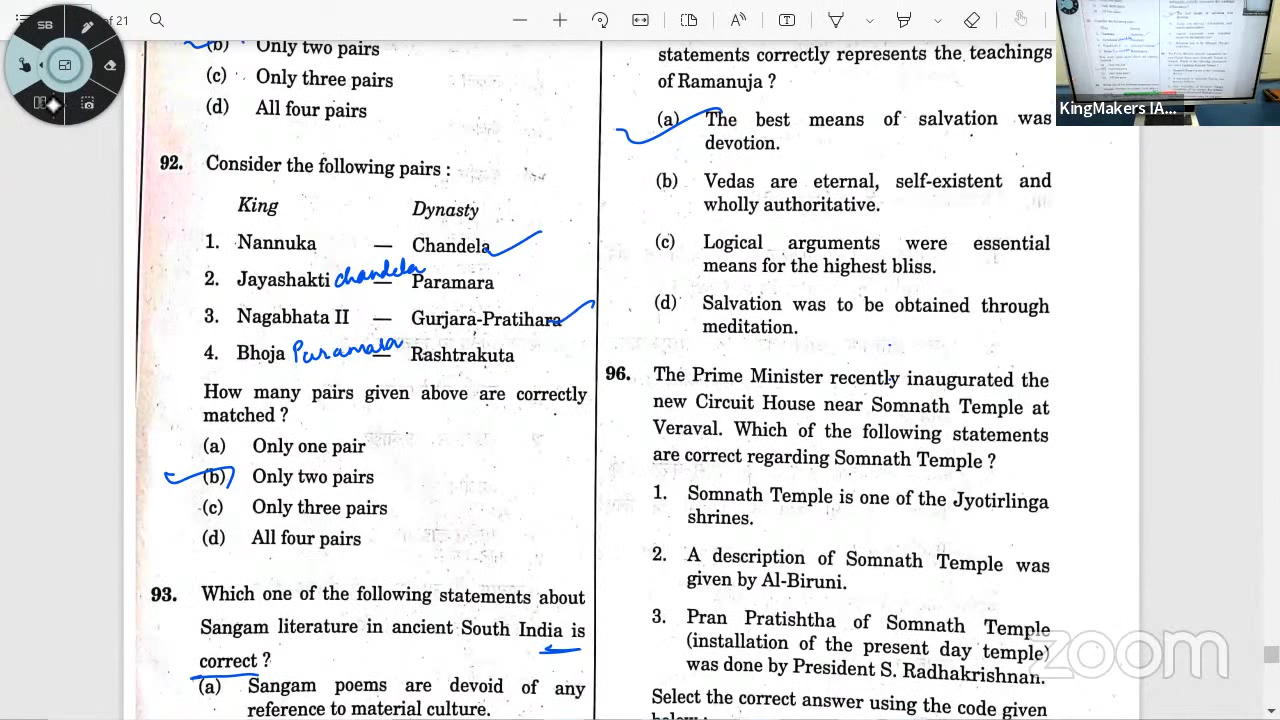 SB
of 21
(b) Only two pairs
(c) Only three pairs
(d) All four pairs
92. Consider the following pairs :
King Dynasty
1. Nannuka — Chandela
2. Jayashakti chandela — Paramara
3. Nagabhata II — Gurjara-Pratihara
4. Bhoja Paramara — Rashtrakuta
How many pairs given above are correctly
matched ?
(a) Only one pair
(b) Only two pairs
(c) Only three pairs
(d) All four pairs
93. Which one of the following statements about
Sangam literature in ancient South India is
correct ?
(a) Sangam poems are devoid of any
reference to material culture.
statements correctly presents the teachings
of Ramanuja ?
(a) The best means of salvation was
devotion.
(b) Vedas are eternal, self-existent and
wholly authoritative.
(c) Logical arguments were essential
means for the highest bliss.
(d) Salvation was to be obtained through
meditation.
96. The Prime Minister recently inaugurated the
new Circuit House near Somnath Temple at
Veraval. Which of the following statements
are correct regarding Somnath Temple ?
1. Somnath Temple is one of the Jyotirlinga
shrines.
2. A description of Somnath Temple was
given by Al-Biruni.
3. Pran Pratishtha of Somnath Temple
(installation of the present day temple)
was done by President S. Radhakrishnan.
Select the correct answer using the code given
below :
KingMakers IA...
zoom